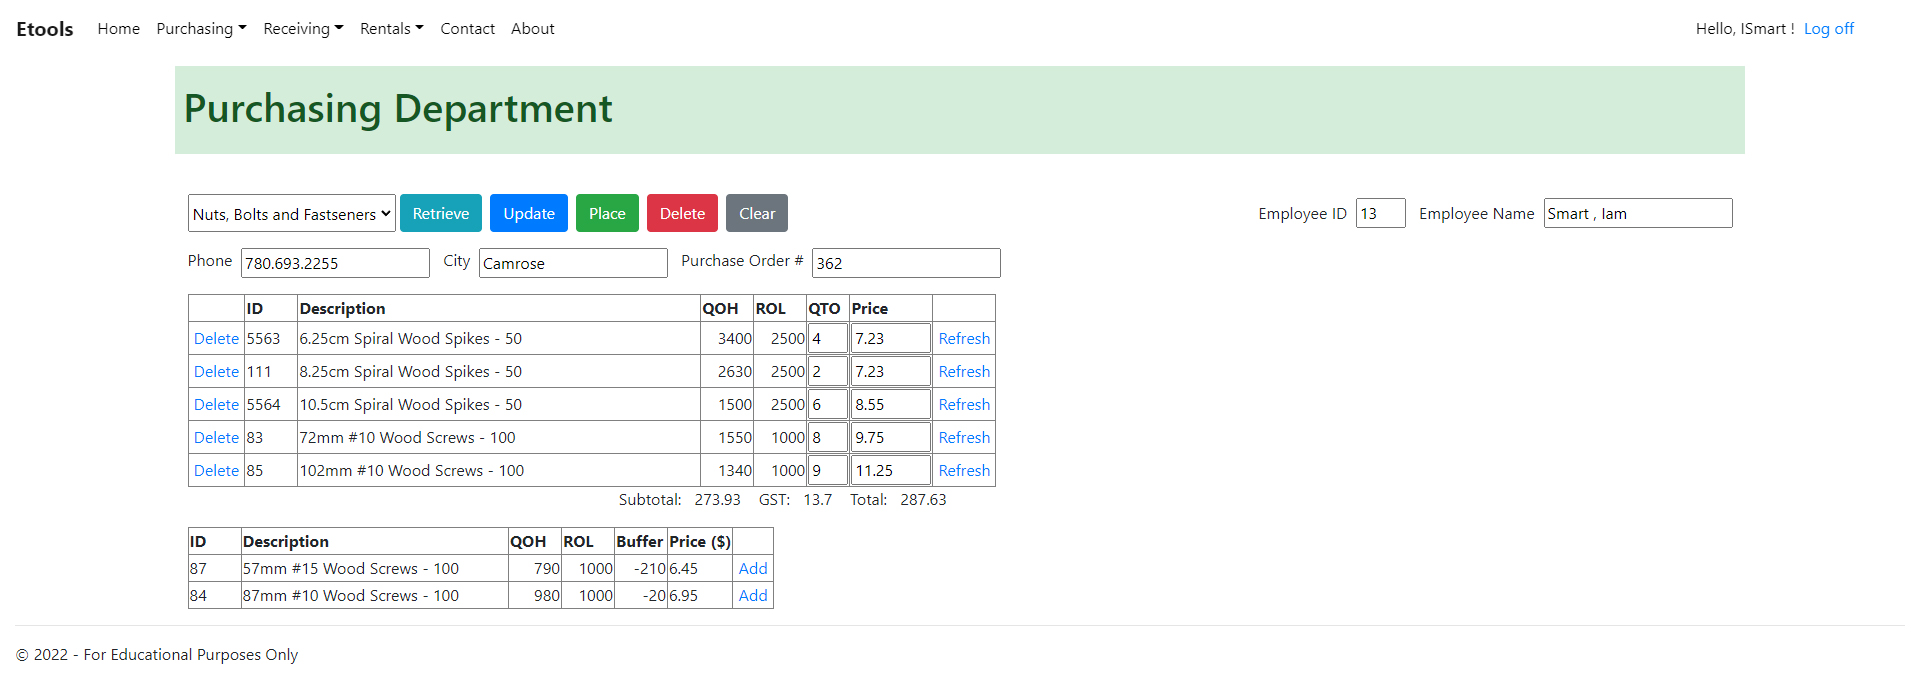 Etools Home Purchasing Receiving Rentals Contact About Hello, ISmart ! Log off
Purchasing Department
Nuts, Bolts and Fastseners Retrieve Update Place Delete Clear Employee ID 13 Employee Name Smart , Iam
Phone 780.693.2255 City Camrose Purchase Order # 362
ID Description QOH ROL QTO Price
Delete 5563 6.25cm Spiral Wood Spikes - 50 3400 2500 4 7.23 Refresh
Delete 111 8.25cm Spiral Wood Spikes - 50 2630 2500 2 7.23 Refresh
Delete 5564 10.5cm Spiral Wood Spikes - 50 1500 2500 6 8.55 Refresh
Delete 83 72mm #10 Wood Screws - 100 1550 1000 8 9.75 Refresh
Delete 85 102mm #10 Wood Screws - 100 1340 1000 9 11.25 Refresh
Subtotal: 273.93 GST: 13.7 Total: 287.63
ID Description QOH ROL Buffer Price ($)
87 57mm #15 Wood Screws - 100 790 1000 -210 6.45 Add
84 87mm #10 Wood Screws - 100 980 1000 -20 6.95 Add
© 2022 - For Educational Purposes Only